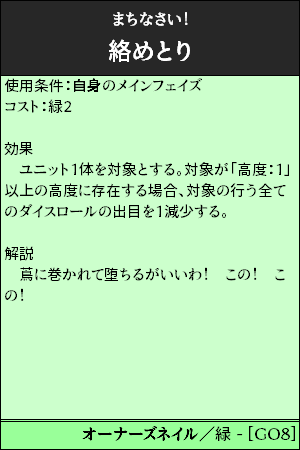 まちなさい！
絡めとり
使用条件：自身のメインフェイズ
コスト：緑2
効果
　ユニット1体を対象とする。対象が「高度：1」
以上の高度に存在する場合、対象の行う全て
のダイスロールの出目を1減少する。
解説
　蔦に巻かれて堕ちるがいいわ！　この！　こ
の！
オーナーズネイル／緑 - [GO8]